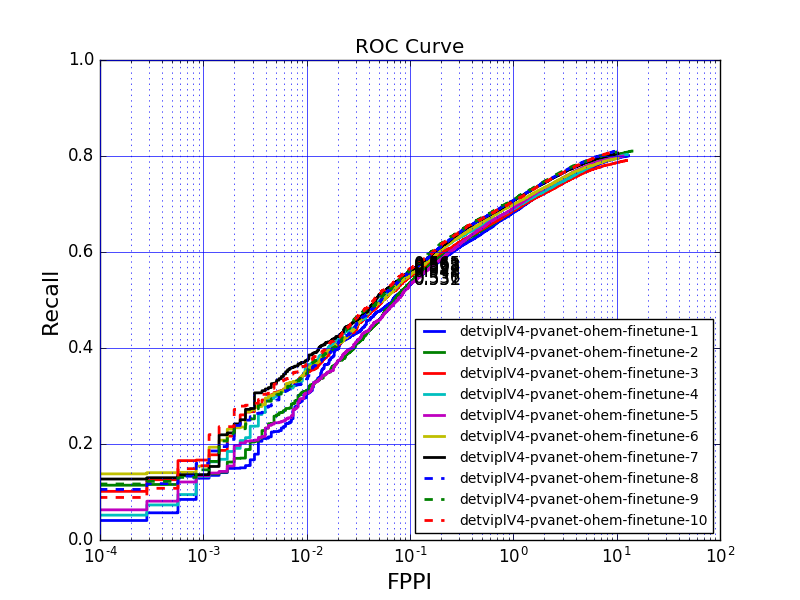 ROC Curve
1.0
0.8
0.6
0.4
0.2
0.0
Recall
detviplV4-pvanet-ohem-finetune-1
detviplV4-pvanet-ohem-finetune-2
detviplV4-pvanet-ohem-finetune-3
detviplV4-pvanet-ohem-finetune-4
detviplV4-pvanet-ohem-finetune-5
detviplV4-pvanet-ohem-finetune-6
detviplV4-pvanet-ohem-finetune-7
detviplV4-pvanet-ohem-finetune-8
detviplV4-pvanet-ohem-finetune-9
detviplV4-pvanet-ohem-finetune-10
10^-4 10^-3 10^-2 10^-1 10^0 10^1 10^2
FPPI